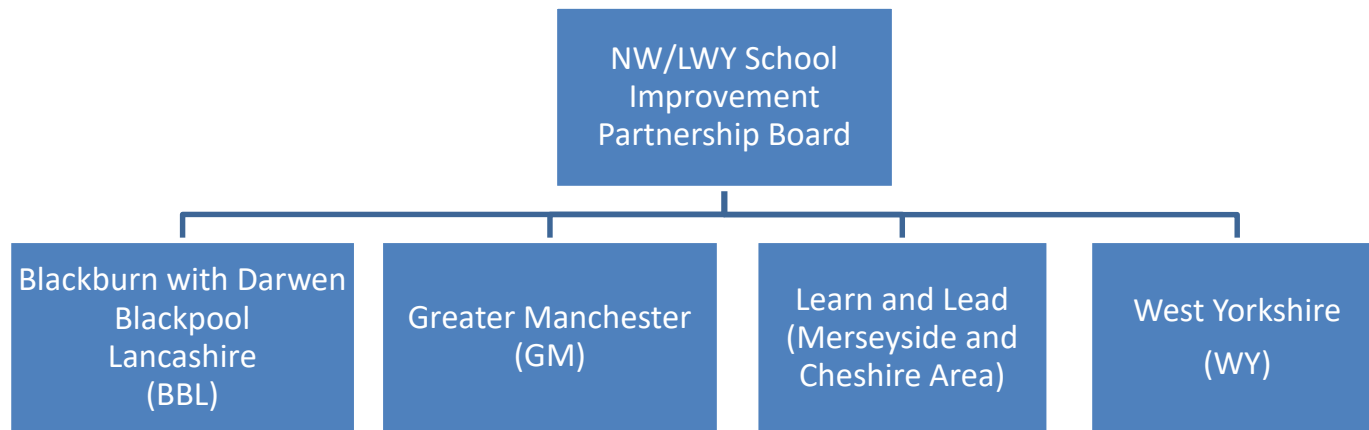 NW/LWY School
Improvement
Partnership Board
Blackburn with Darwen
Blackpool
Lancashire
(BBL)
Greater Manchester
(GM)
Learn and Lead
(Merseyside and
Cheshire Area)
West Yorkshire
(WY)